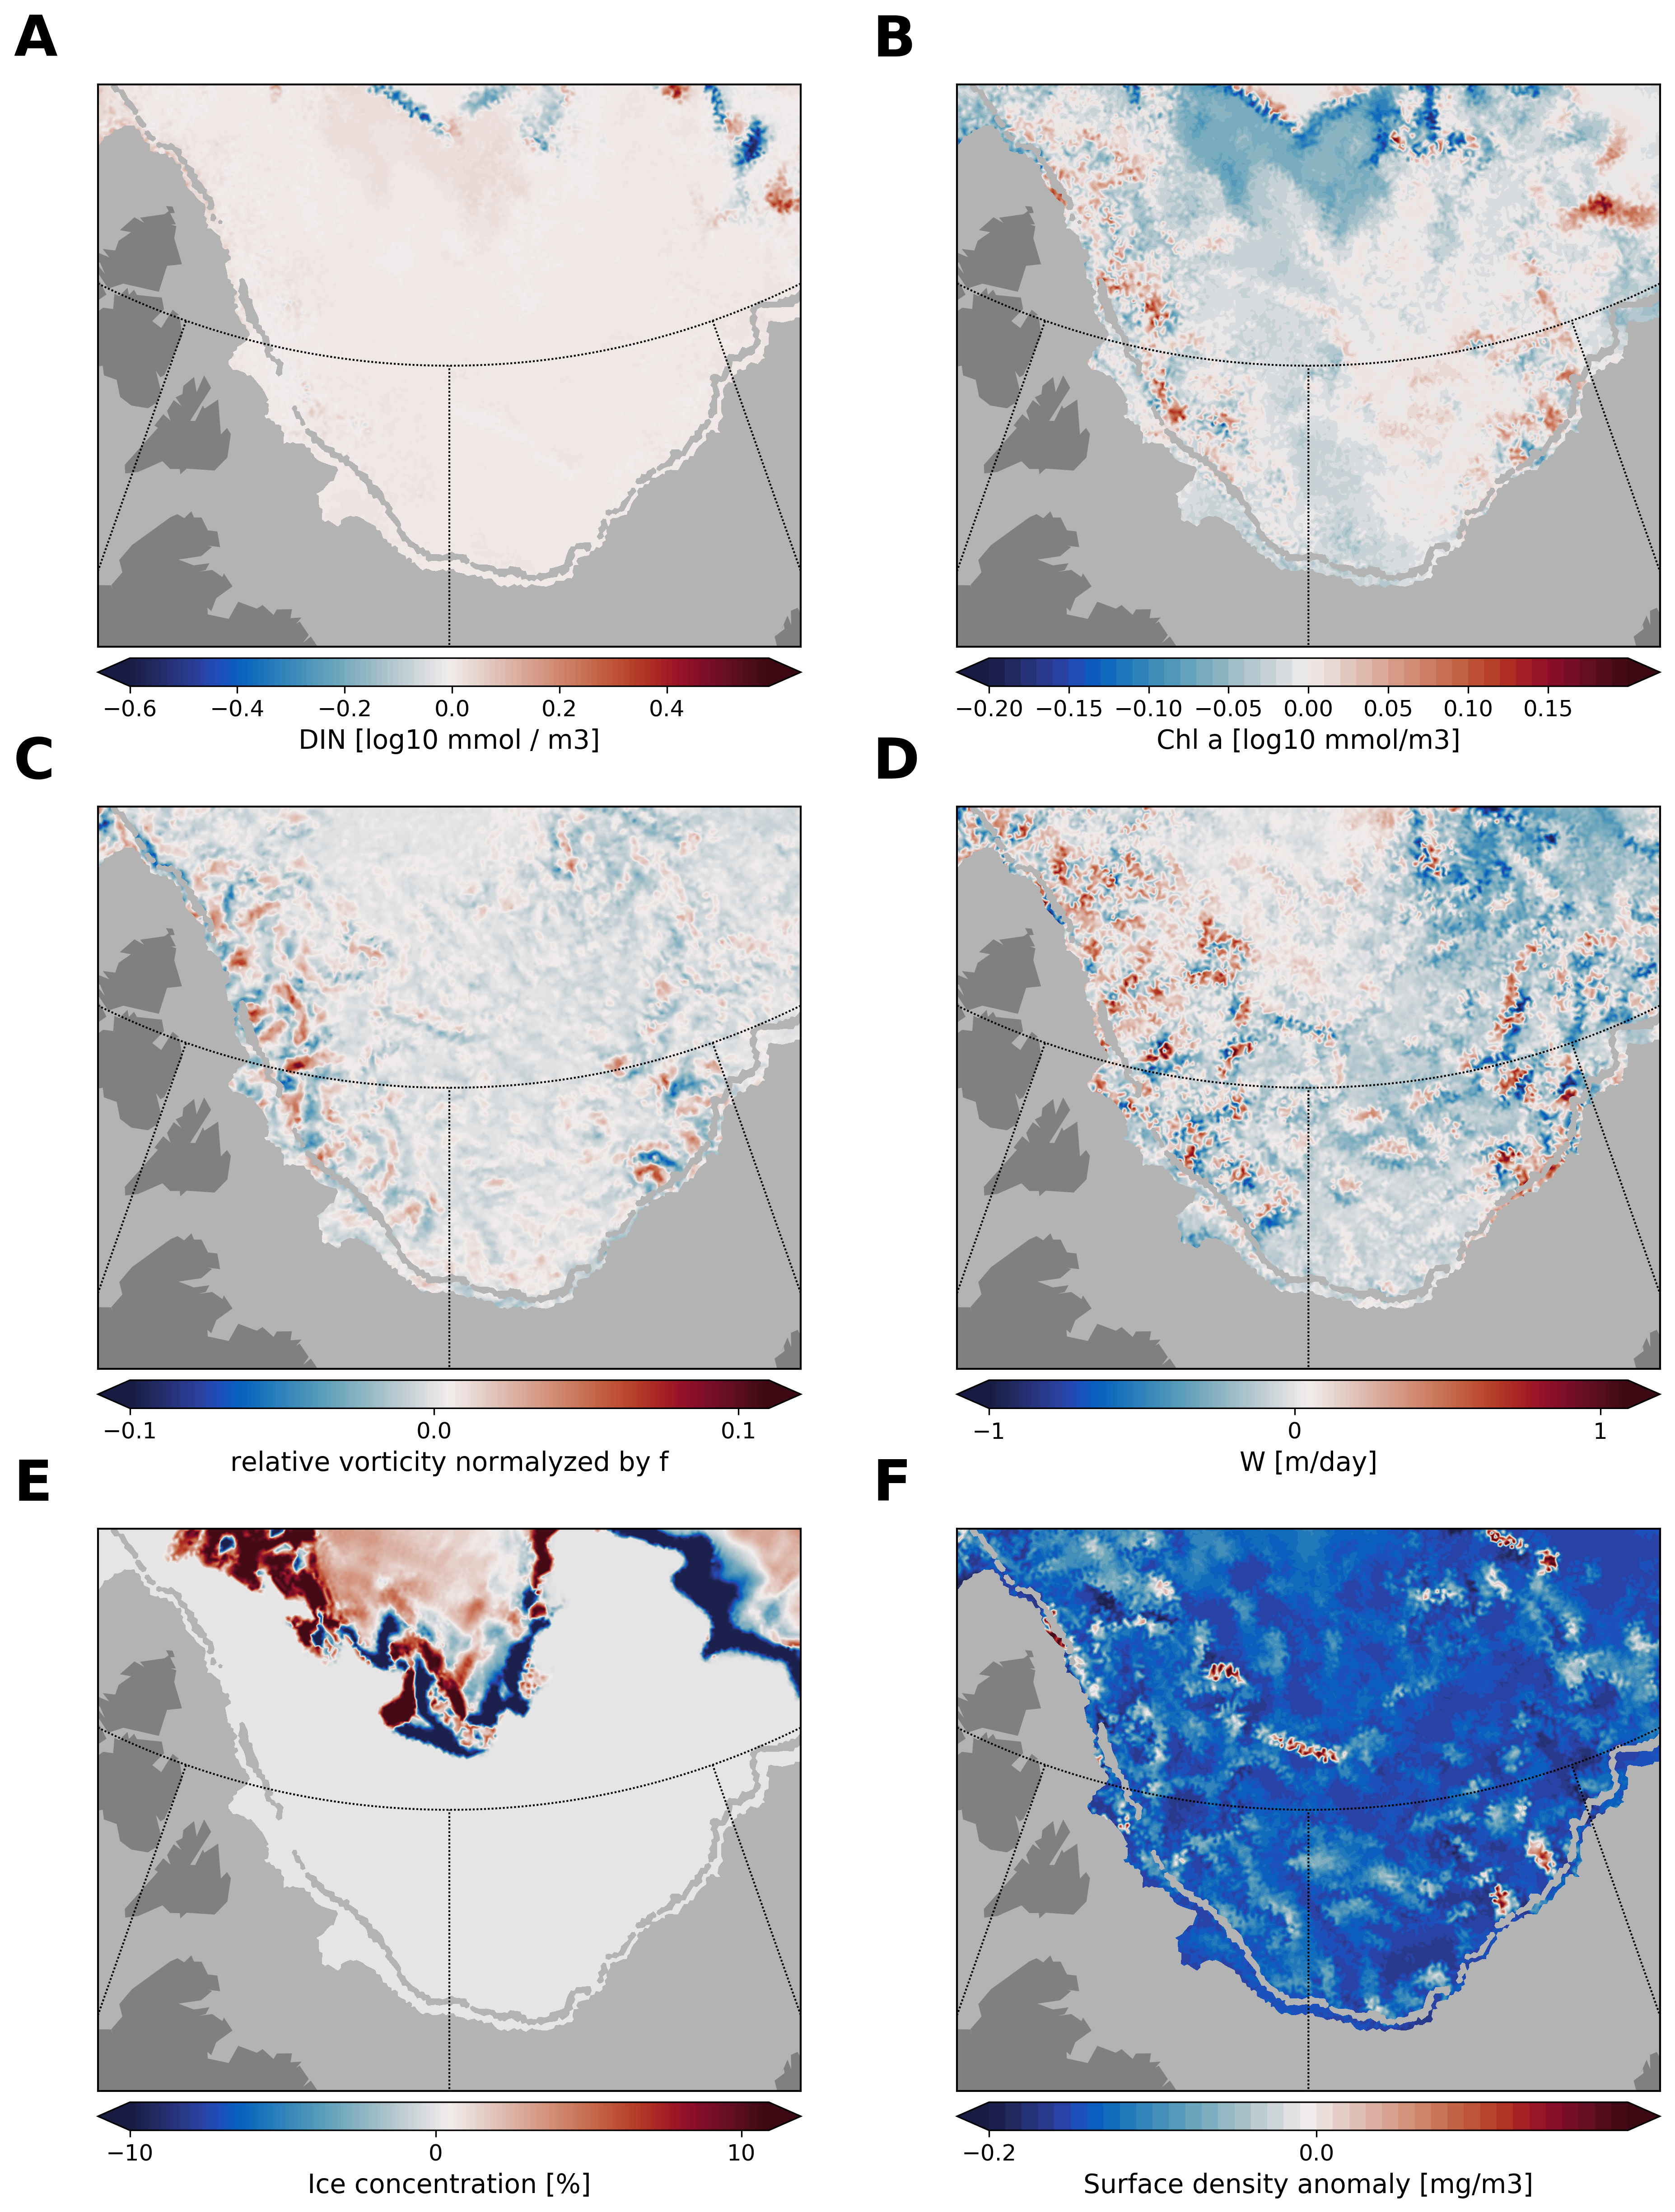 A
B
−0.6 −0.4 −0.2 0.0 0.2 0.4
DIN [log10 mmol / m3]
−0.20 −0.15 −0.10 −0.05 0.00 0.05 0.10 0.15
Chl a [log10 mmol/m3]
C
D
−0.1 0.0 0.1
relative vorticity normalyzed by f
−1 0 1
W [m/day]
E
F
−10 0 10
Ice concentration [%]
−0.2 0.0
Surface density anomaly [mg/m3]